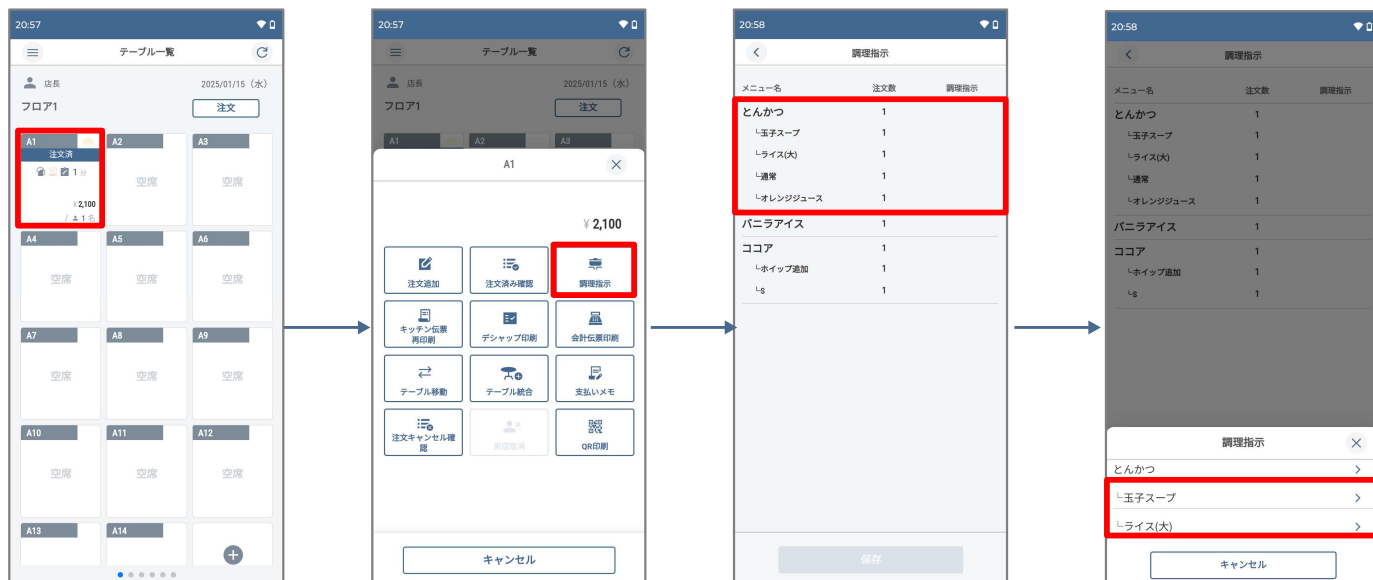 20:57
テーブル一覧
店長
2025/01/15（水）
フロア1
注文
A1
A2
A3
注文済
1 分
空席
空席
¥ 2,100
/ 1 名
A4
A5
A6
空席
空席
空席
A7
A8
A9
空席
空席
空席
A10
A11
A12
空席
空席
空席
A13
A14
20:57
テーブル一覧
店長
2025/01/15（水）
フロア1
注文
A1
A2
A3
A1
¥ 2,100
注文追加
注文済み確認
調理指示
キッチン伝票
再印刷
デシャップ印刷
会計伝票印刷
テーブル移動
テーブル統合
支払いメモ
注文キャンセル確
認
来店取消
QR印刷
キャンセル
20:58
調理指示
メニュー名 注文数 調理指示
とんかつ 1
└玉子スープ 1
└ライス(大) 1
└通常 1
└オレンジジュース 1
バニラアイス 1
ココア 1
└ホイップ追加 1
└S 1
保存
20:58
調理指示
メニュー名 注文数 調理指示
とんかつ 1
└玉子スープ 1
└ライス(大) 1
└通常 1
└オレンジジュース 1
バニラアイス 1
ココア 1
└ホイップ追加 1
└S 1
調理指示
とんかつ
└玉子スープ
└ライス(大)
キャンセル